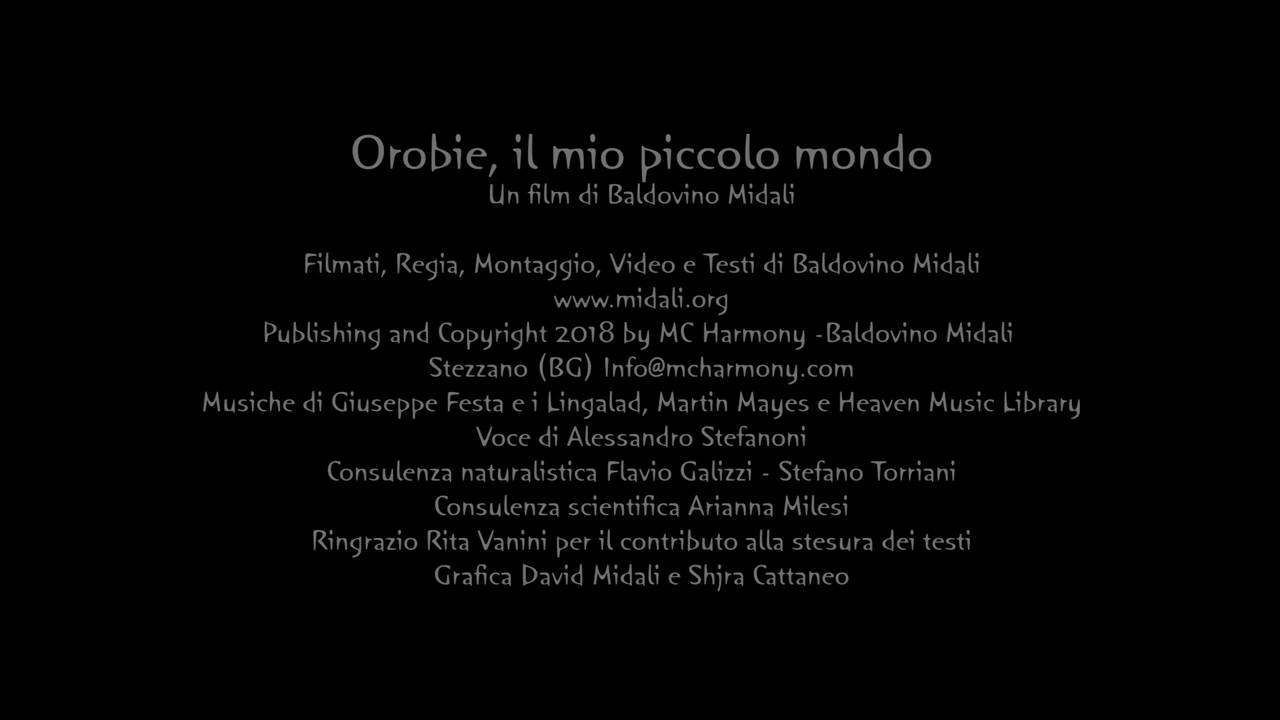 Orobie, il mio piccolo mondo
Un film di Baldovino Midali
Filmati, Regia, Montaggio, Video e Testi di Baldovino Midali
www.midali.org
Publishing and Copyright 2018 by MC Harmony -Baldovino Midali
Stezzano (BG) Info@mcharmony.com
Musiche di Giuseppe Festa e i Lingalad, Martin Mayes e Heaven Music Library
Voce di Alessandro Stefanoni
Consulenza naturalistica Flavio Galizzi - Stefano Torriani
Consulenza scientifica Arianna Milesi
Ringrazio Rita Vanini per il contributo alla stesura dei testi
Grafica David Midali e Shjra Cattaneo